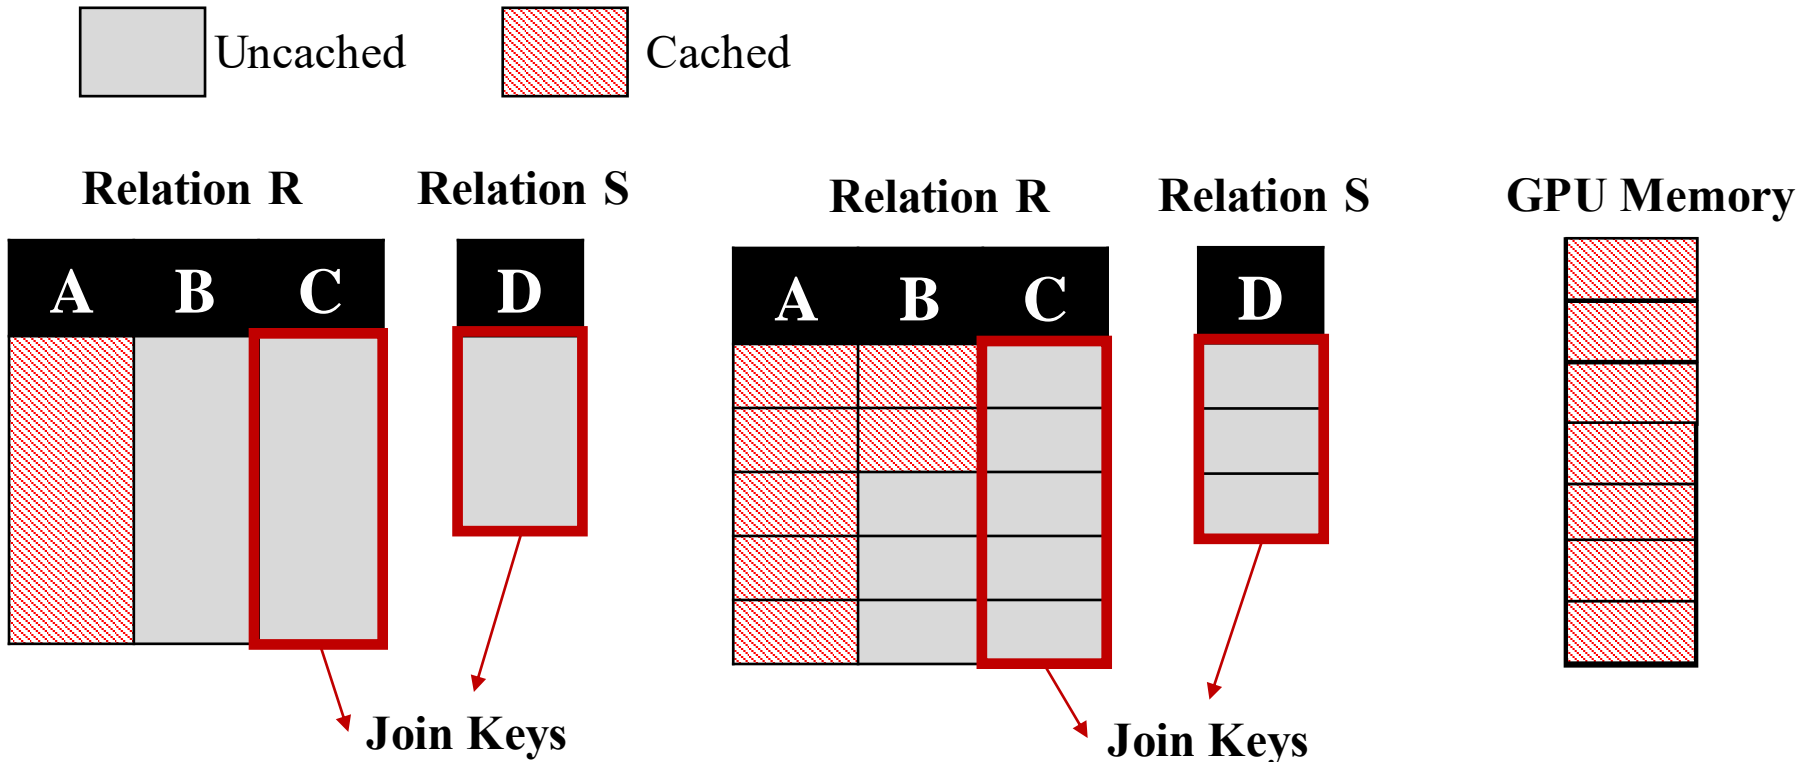 Uncached Cached
Relation R Relation S Relation R Relation S GPU Memory
A B C D A B C D
Join Keys Join Keys